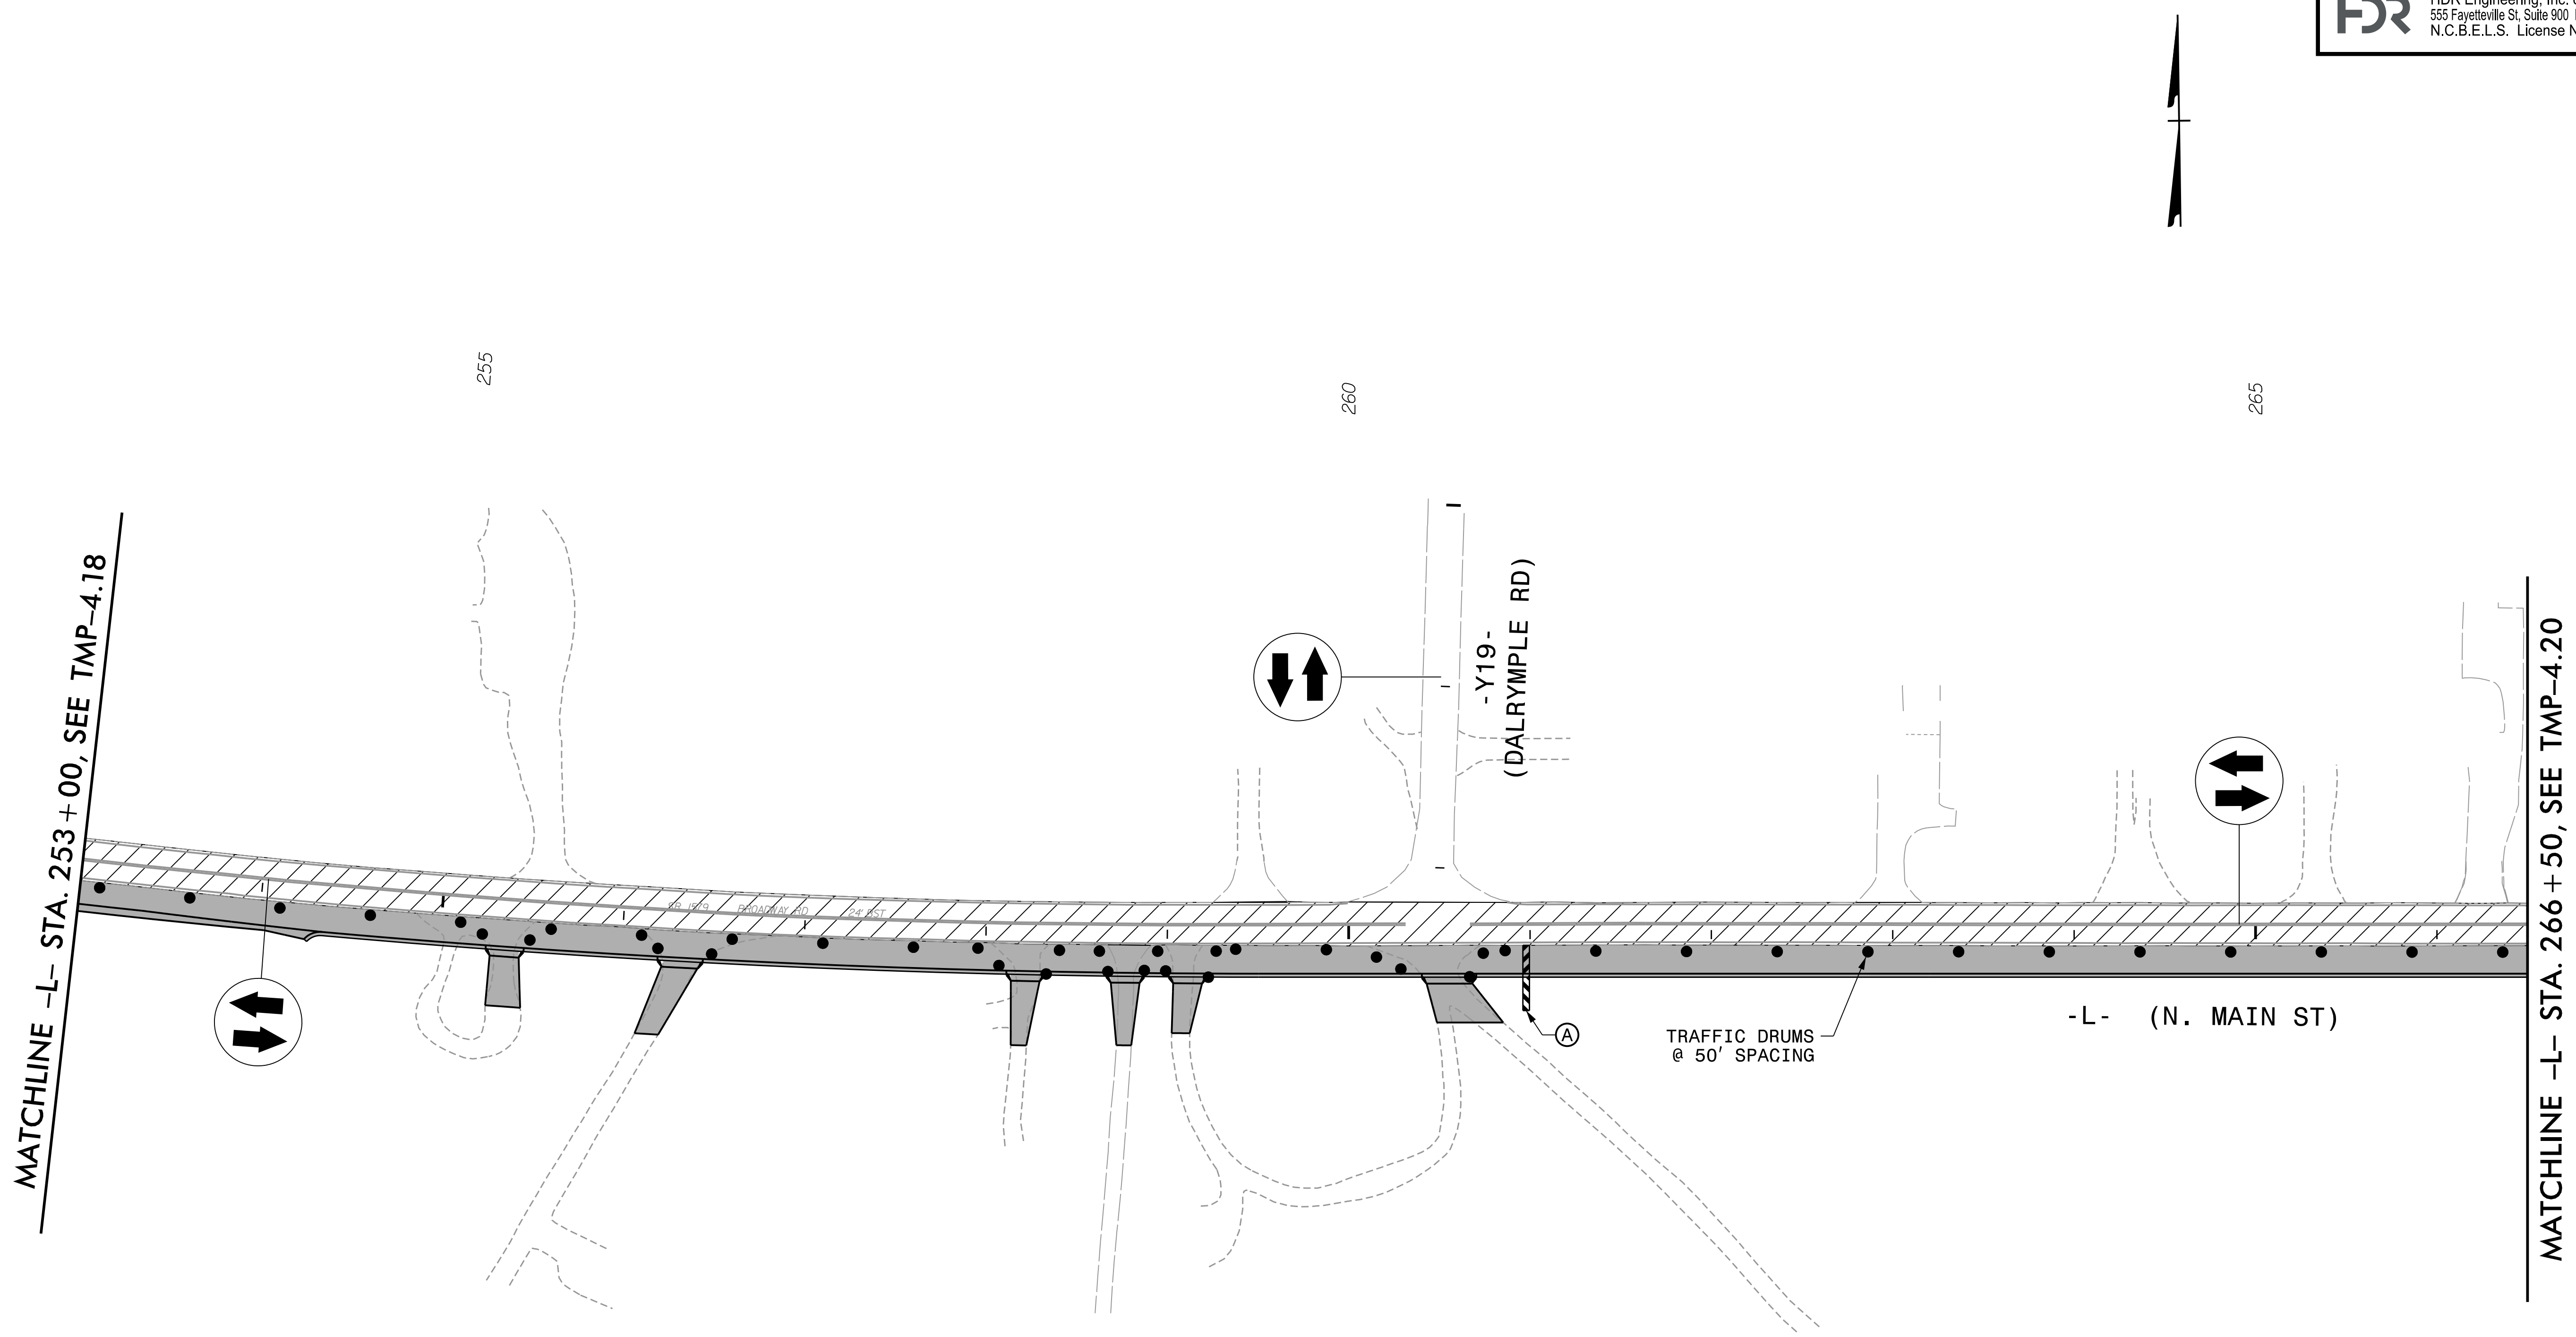 HDR
HDR Engineering, Inc.
555 Fayetteville St, Suite 900
N.C.B.E.L.S. License N
255
260
265
MATCHLINE –L– STA. 253+00, SEE TMP–4.18
-Y19-
(DALRYMPLE RD)
SR 1579 BROADWAY RD 24' BST
A
TRAFFIC DRUMS
@ 50' SPACING
-L- (N. MAIN ST)
MATCHLINE –L– STA. 266+50, SEE TMP–4.20